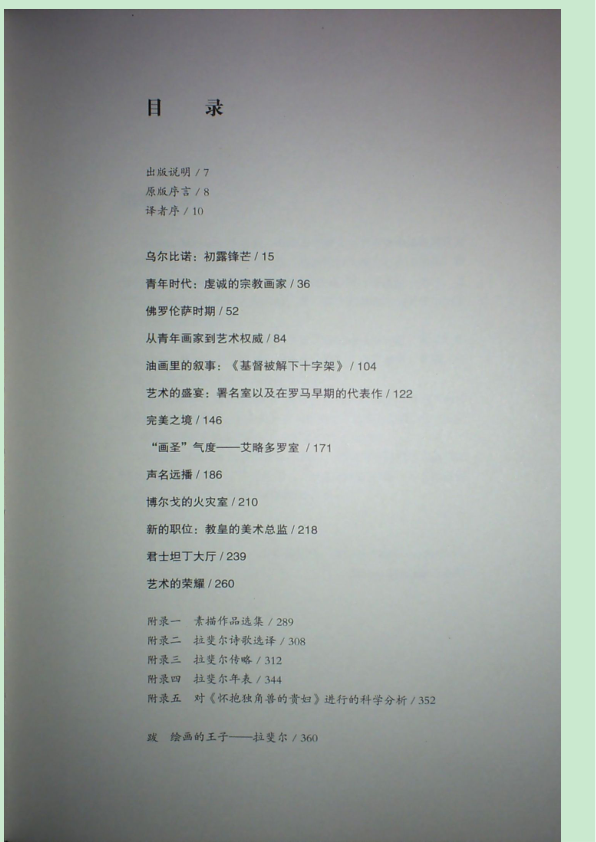 目　录
出版说明 / 7
原版序言 / 8
译者序 / 10
乌尔比诺：初露锋芒 / 15
青年时代：虔诚的宗教画家 / 36
佛罗伦萨时期 / 52
从青年画家到艺术权威 / 84
油画里的叙事：《基督被解下十字架》 / 104
艺术的盛宴：署名室以及在罗马早期的代表作 / 122
完美之境 / 146
“画圣”气度——艾略多罗室 / 171
声名远播 / 186
博尔戈的火灾室 / 210
新的职位：教皇的美术总监 / 218
君士坦丁大厅 / 239
艺术的荣耀 / 260
附录一　素描作品选集 / 289
附录二　拉斐尔诗歌选译 / 308
附录三　拉斐尔传略 / 312
附录四　拉斐尔年表 / 344
附录五　对《怀抱独角兽的贵妇》进行的科学分析 / 352
跋　绘画的王子——拉斐尔 / 360